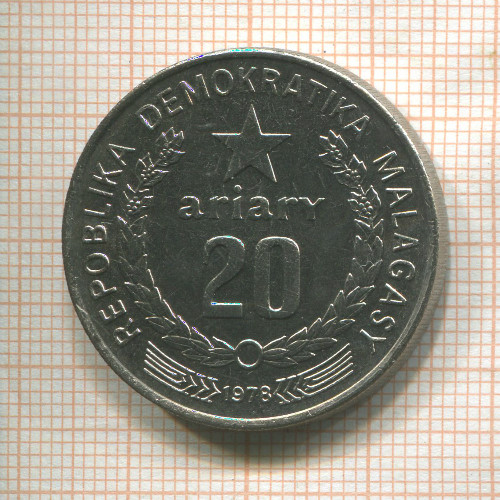 REPOBLIKA DEMOKRATIKA MALAGASY
ariary
20
1978